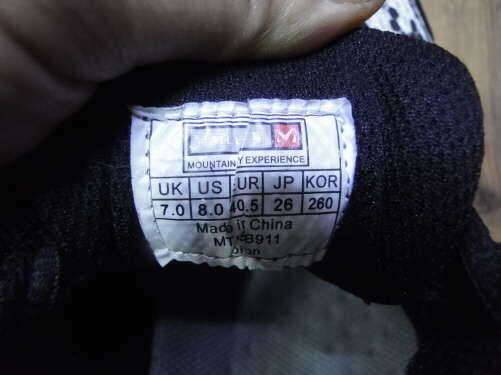 M
MOUNTAIN Y EXPERIENCE
UK US EUR JP KOR
7.0 8.0 40.5 26 260
Made in China